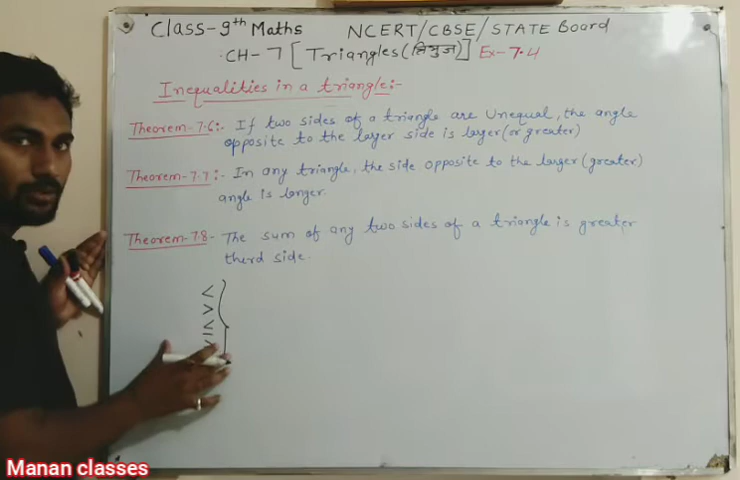 Class-9th Maths NCERT/CBSE/STATE Board
CH-7 [Triangles(त्रिभुज)] Ex-7.4
Inequalities in a triangle:-
Theorem-7.6:- If two sides of a triangle are Unequal, the angle
opposite to the larger side is larger (or greater)
Theorem-7.7:- In any triangle, the side opposite to the larger (greater)
angle is longer.
Theorem-7.8- The sum of any two sides of a triangle is greater
third side.
<
>
≤
Manan classes